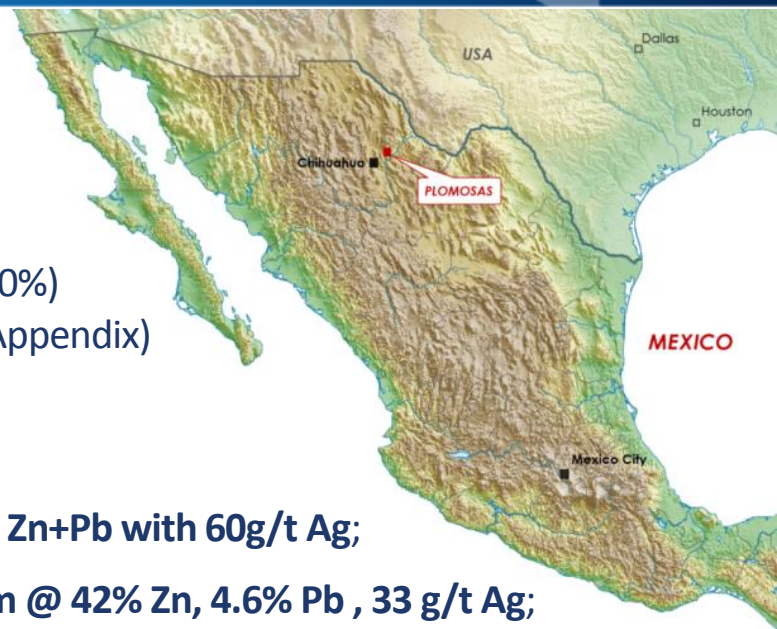 USA
Dallas
Houston
Chihuahua
PLOMOSAS
0%)
Appendix)
MEXICO
Mexico City
Zn+Pb with 60g/t Ag;
@ 42% Zn, 4.6% Pb , 33 g/t Ag;